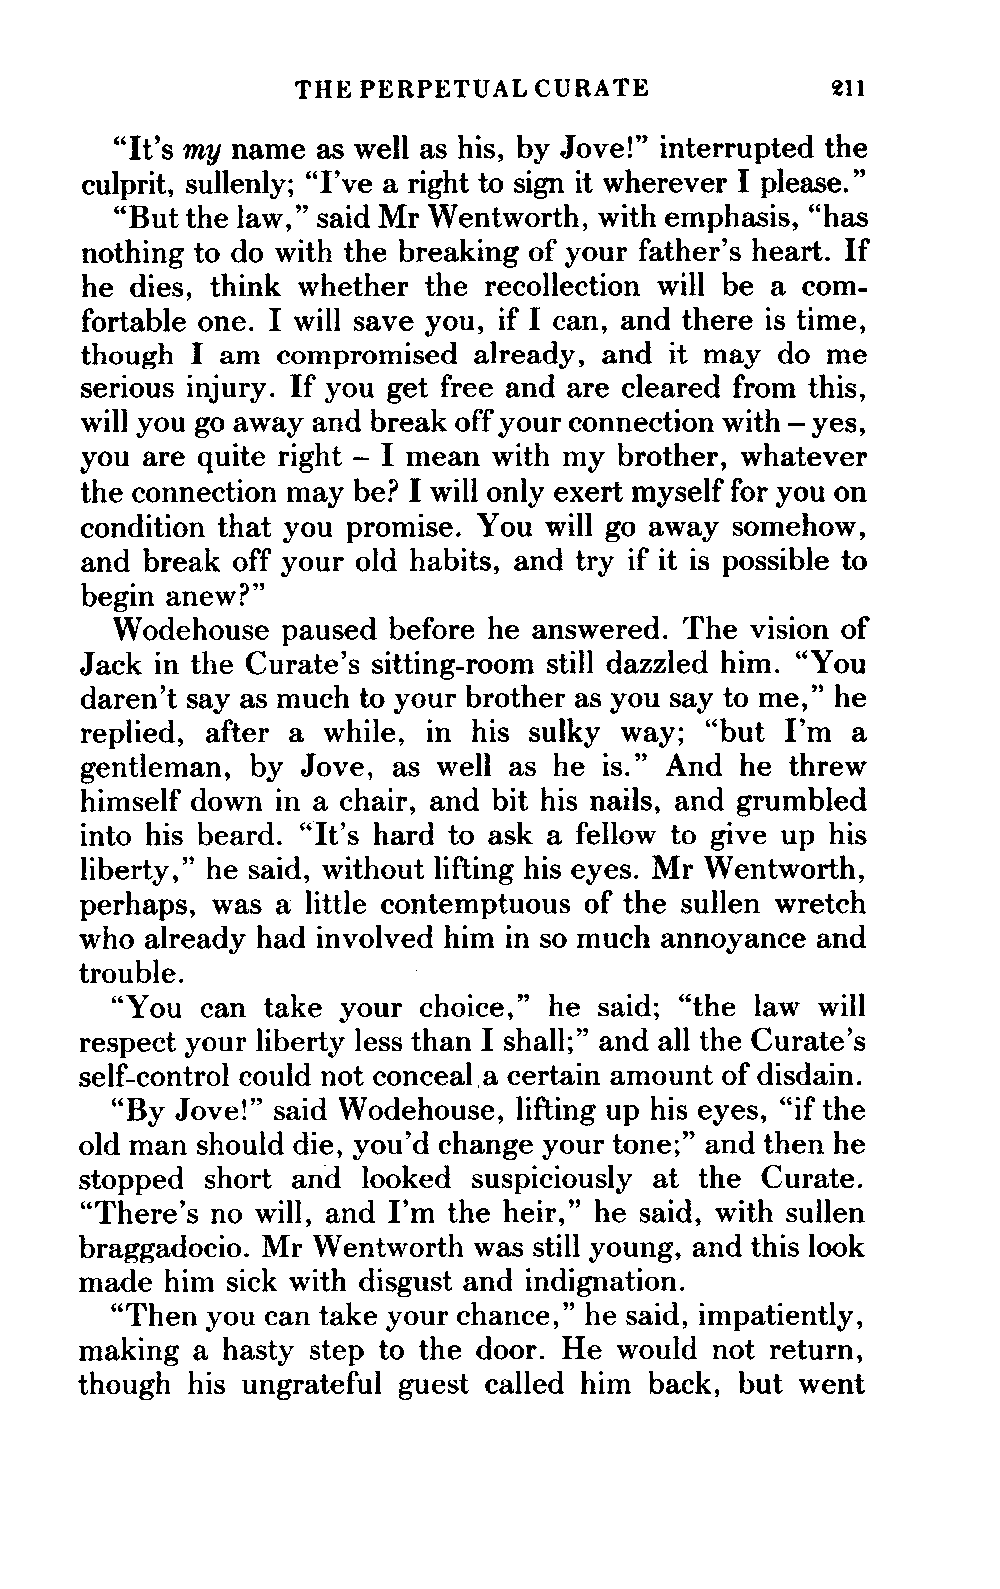 THE PERPETUAL CURATE 211
“It’s my name as well as his, by Jove!” interrupted the
culprit, sullenly; “I’ve a right to sign it wherever I please.”
“But the law,” said Mr Wentworth, with emphasis, “has
nothing to do with the breaking of your father’s heart. If
he dies, think whether the recollection will be a com-
fortable one. I will save you, if I can, and there is time,
though I am compromised already, and it may do me
serious injury. If you get free and are cleared from this,
will you go away and break off your connection with – yes,
you are quite right – I mean with my brother, whatever
the connection may be? I will only exert myself for you on
condition that you promise. You will go away somehow,
and break off your old habits, and try if it is possible to
begin anew?”
Wodehouse paused before he answered. The vision of
Jack in the Curate’s sitting-room still dazzled him. “You
daren’t say as much to your brother as you say to me,” he
replied, after a while, in his sulky way; “but I’m a
gentleman, by Jove, as well as he is.” And he threw
himself down in a chair, and bit his nails, and grumbled
into his beard. “It’s hard to ask a fellow to give up his
liberty,” he said, without lifting his eyes. Mr Wentworth,
perhaps, was a little contemptuous of the sullen wretch
who already had involved him in so much annoyance and
trouble.
“You can take your choice,” he said; “the law will
respect your liberty less than I shall;” and all the Curate’s
self-control could not conceal a certain amount of disdain.
“By Jove!” said Wodehouse, lifting up his eyes, “if the
old man should die, you’d change your tone;” and then he
stopped short and looked suspiciously at the Curate.
“There’s no will, and I’m the heir,” he said, with sullen
braggadocio. Mr Wentworth was still young, and this look
made him sick with disgust and indignation.
“Then you can take your chance,” he said, impatiently,
making a hasty step to the door. He would not return,
though his ungrateful guest called him back, but went